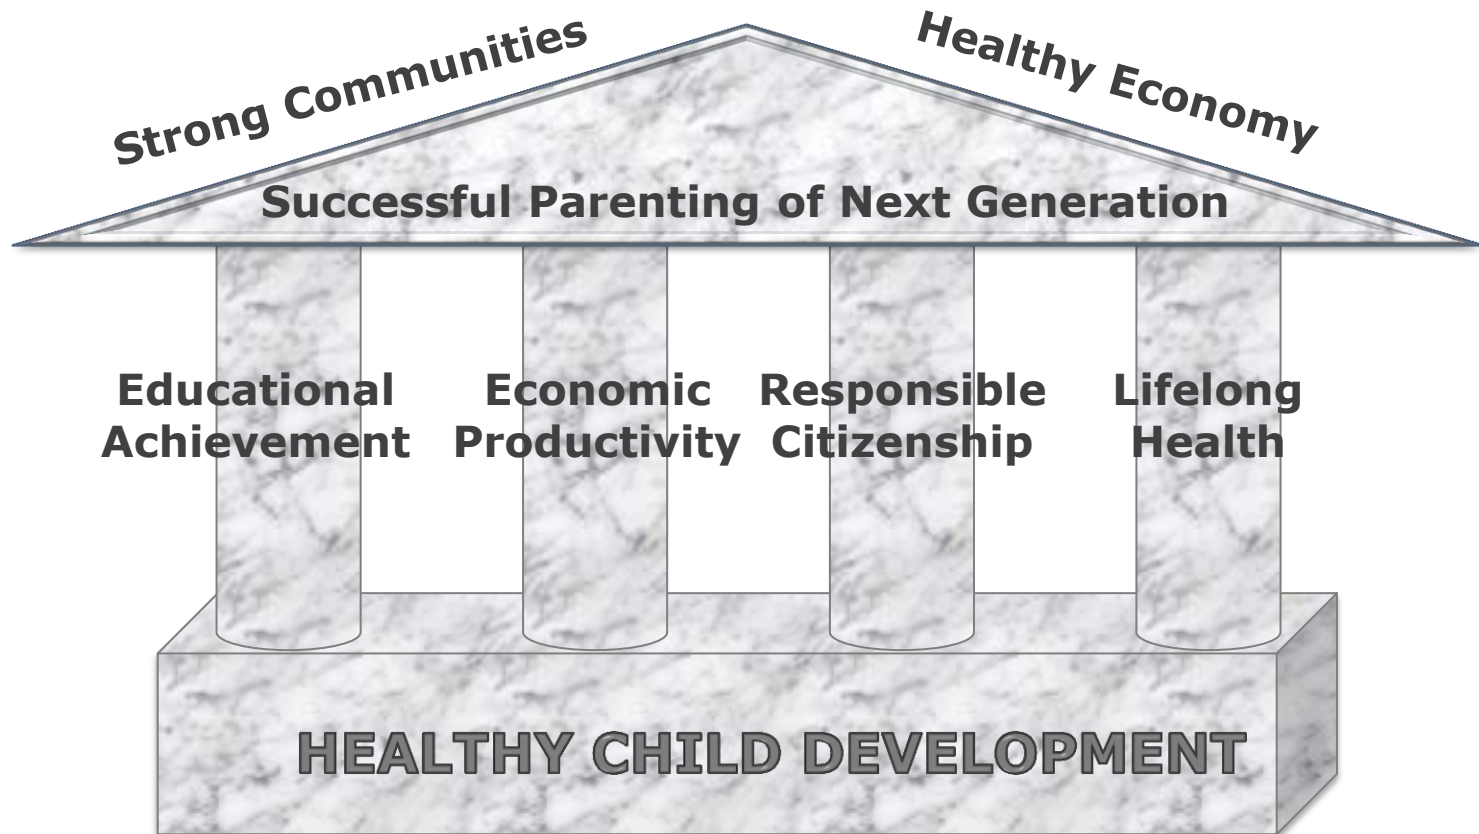 Strong Communities
Healthy Economy
Successful Parenting of Next Generation
Educational
Achievement
Economic
Productivity
Responsible
Citizenship
Lifelong
Health
HEALTHY CHILD DEVELOPMENT